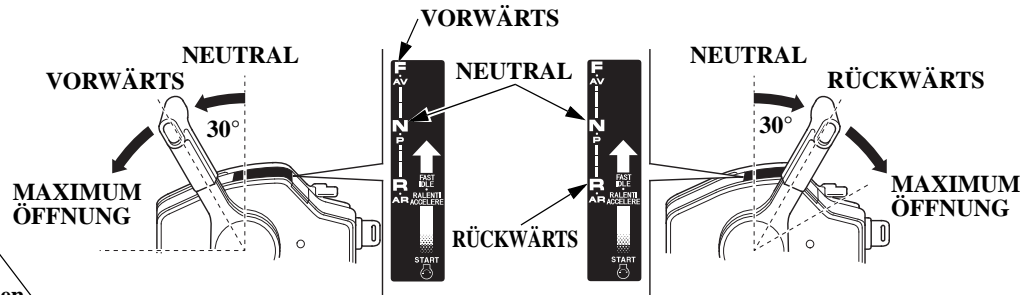 VORWÄRTS
NEUTRAL
VORWÄRTS
30°
MAXIMUM
ÖFFNUNG
F
AV
N
P
R
AR
FAST
IDLE
RALENTI
ACCELERE
START
NEUTRAL
RÜCKWÄRTS
F
AV
N
P
R
AR
FAST
IDLE
RALENTI
ACCELERE
START
NEUTRAL
RÜCKWÄRTS
30°
MAXIMUM
ÖFFNUNG
en